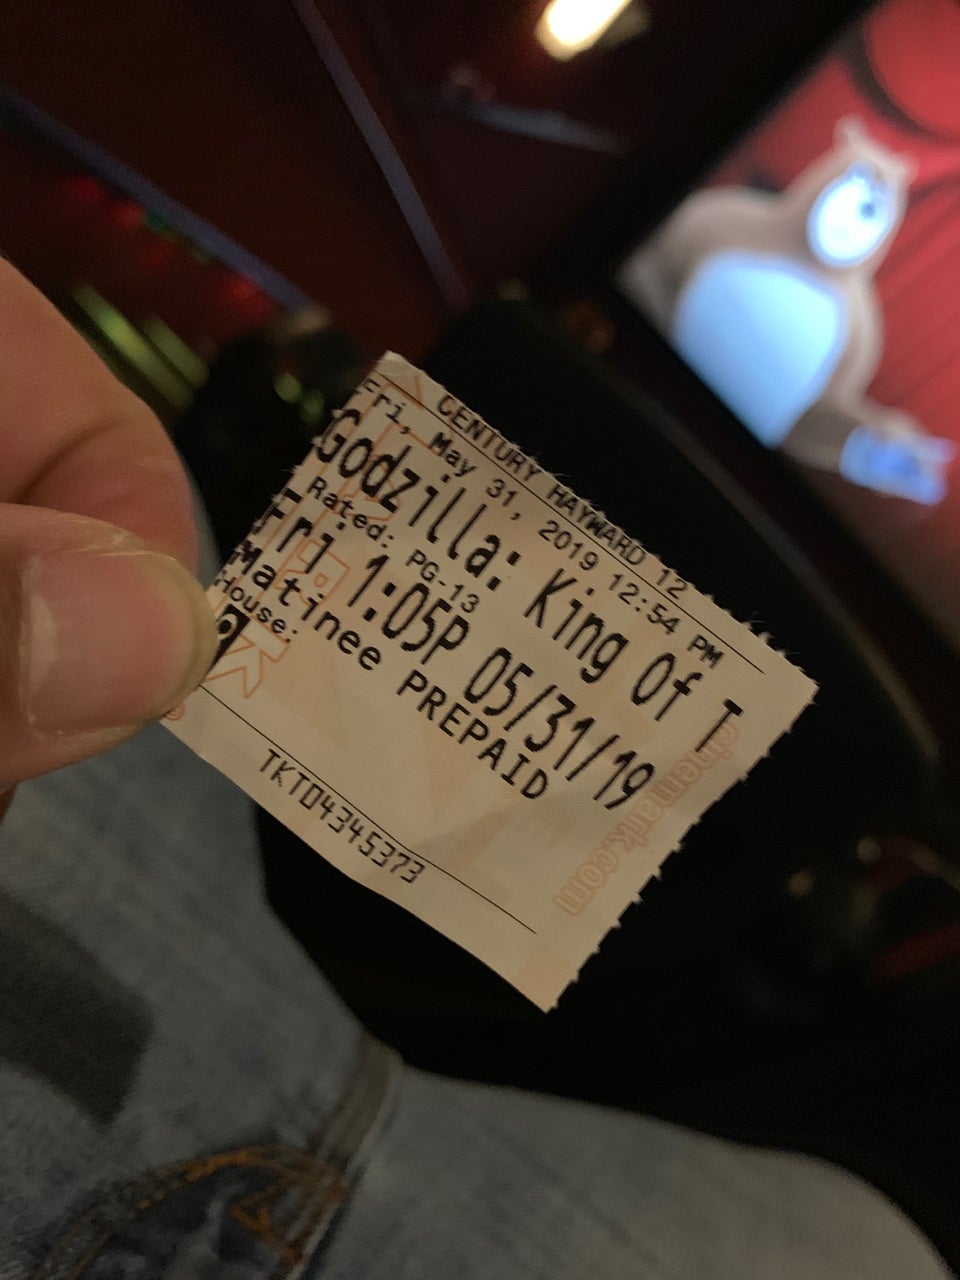 CENTURY HAYWARD 12
Fri, May 31, 2019 12:54 PM
Godzilla: King Of T
Rated: PG-13
Fri 1:05P 05/31/19
Matinee PREPAID
House:
9
TKT04345373
cinemark.com